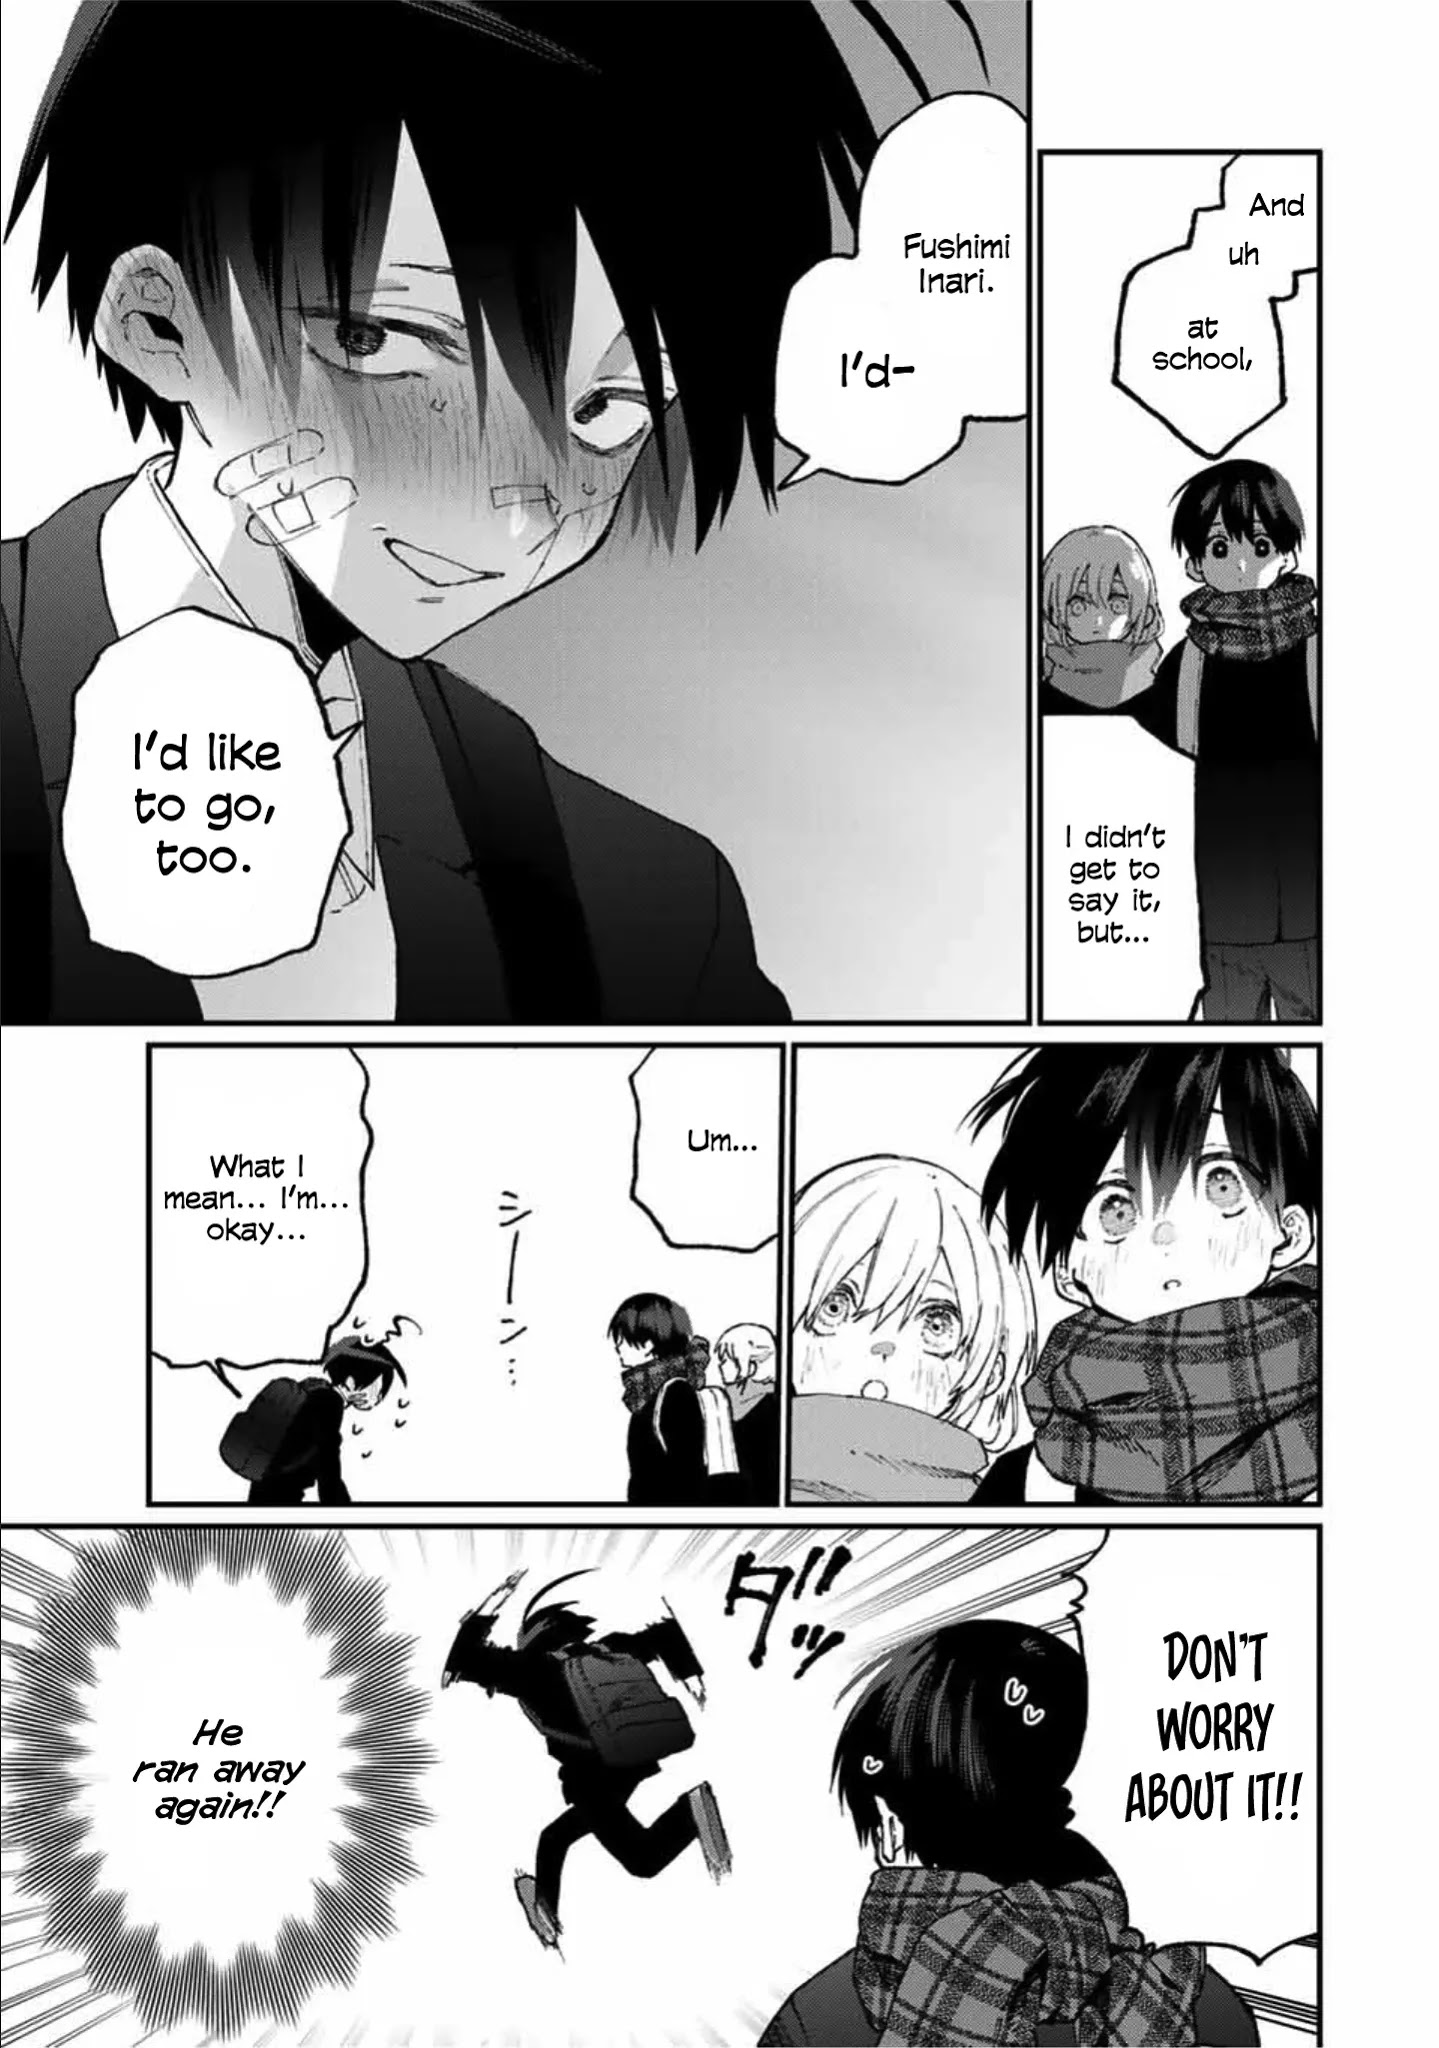 And
uh
at
school,
I didn't
get to
say it,
but...
Fushimi
Inari.
I'd-
I'd like
to go,
too.
Um...
シーン…
What I
mean... I'm...
okay...
DON'T
WORRY
ABOUT IT!!
ダッ!!
He
ran away
again!!